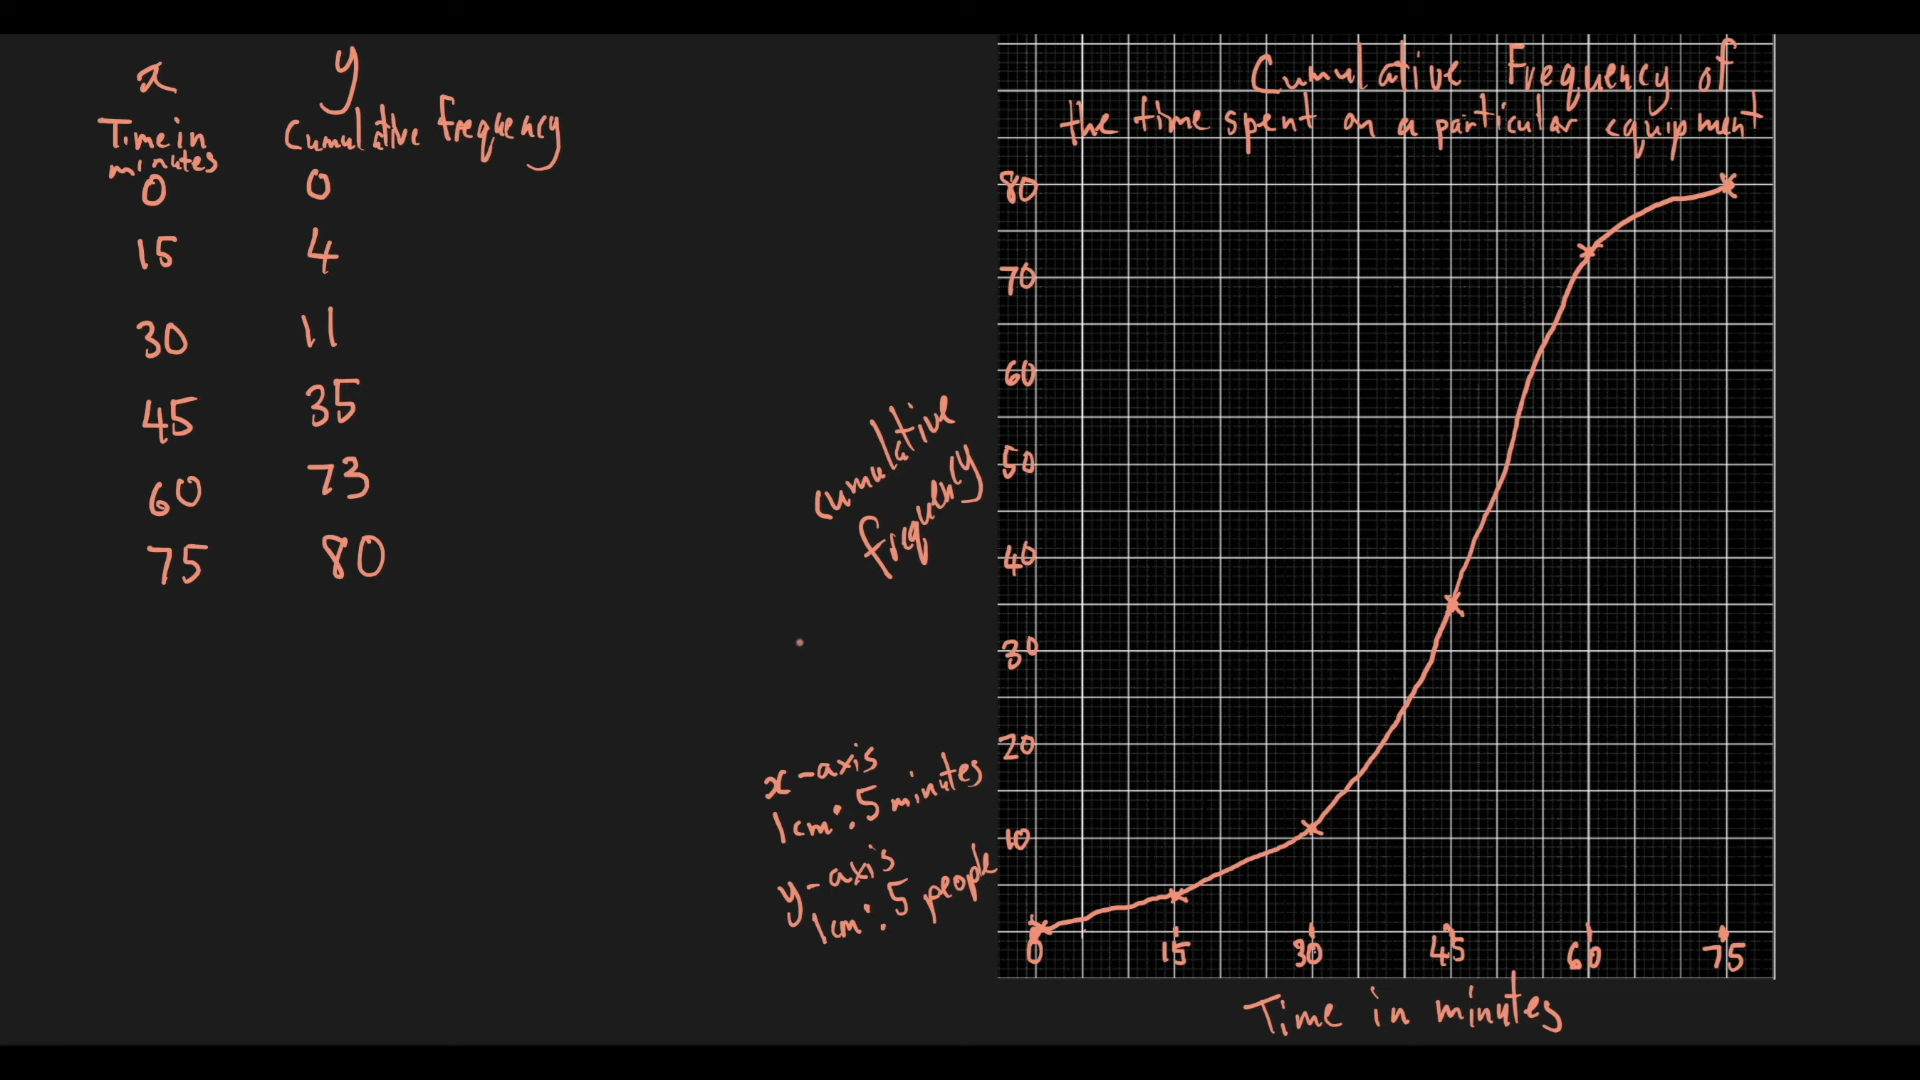 x y
Time in Cumulative Frequency
minutes
0 0
15 4
30 11
45 35
60 73
75 80
Cumulative Frequency of
the time spent on a particular equipment
80
70
60
50
40
30
20
10
cumulative
frequency
x-axis
1cm : 5 minutes
y-axis
1cm : 5 people
0 15 30 45 60 75
Time in minutes